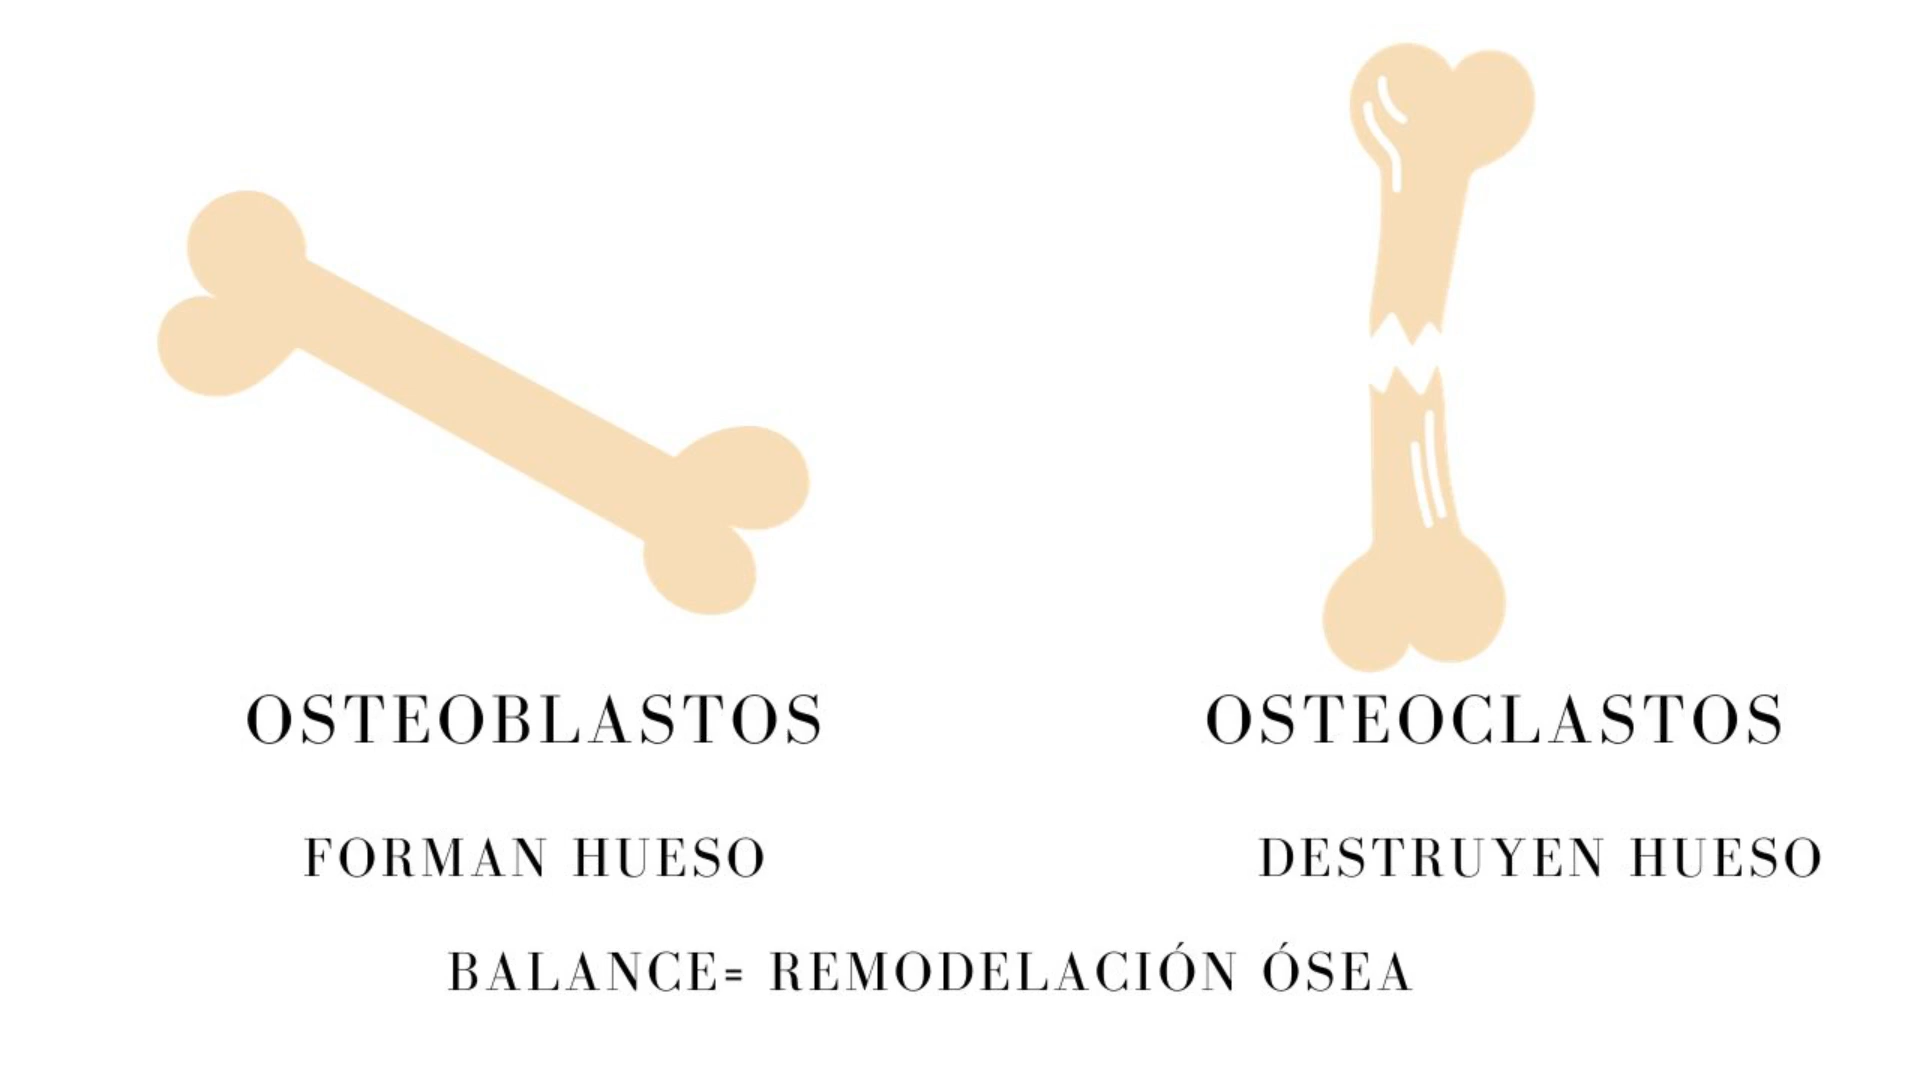 OSTEOBLASTOS
OSTEOCLASTOS
FORMAN HUESO
DESTRUYEN HUESO
BALANCE= REMODELACIÓN ÓSEA